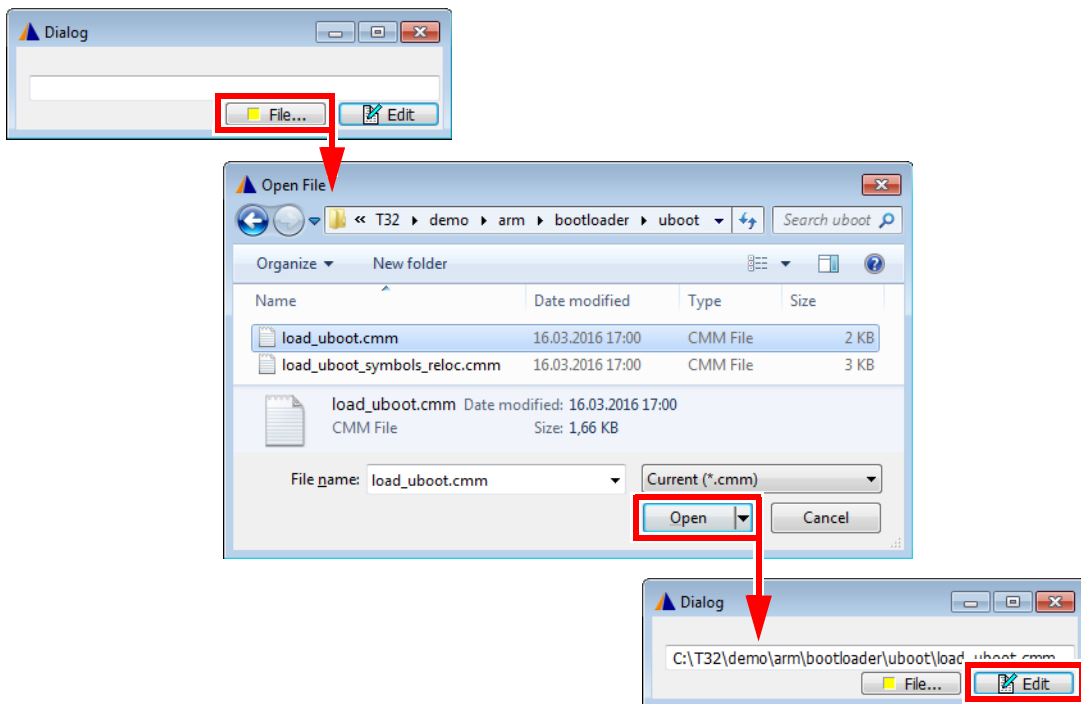 Dialog
File...
Edit
Open File
« T32 demo arm bootloader uboot
Search uboot
Organize New folder
Name Date modified Type Size
load_uboot.cmm 16.03.2016 17:00 CMM File 2 KB
load_uboot_symbols_reloc.cmm 16.03.2016 17:00 CMM File 3 KB
load_uboot.cmm Date modified: 16.03.2016 17:00
CMM File Size: 1,66 KB
File name: load_uboot.cmm Current (*.cmm)
Open Cancel
Dialog
C:\T32\demo\arm\bootloader\uboot\load_uboot.cmm
File... Edit